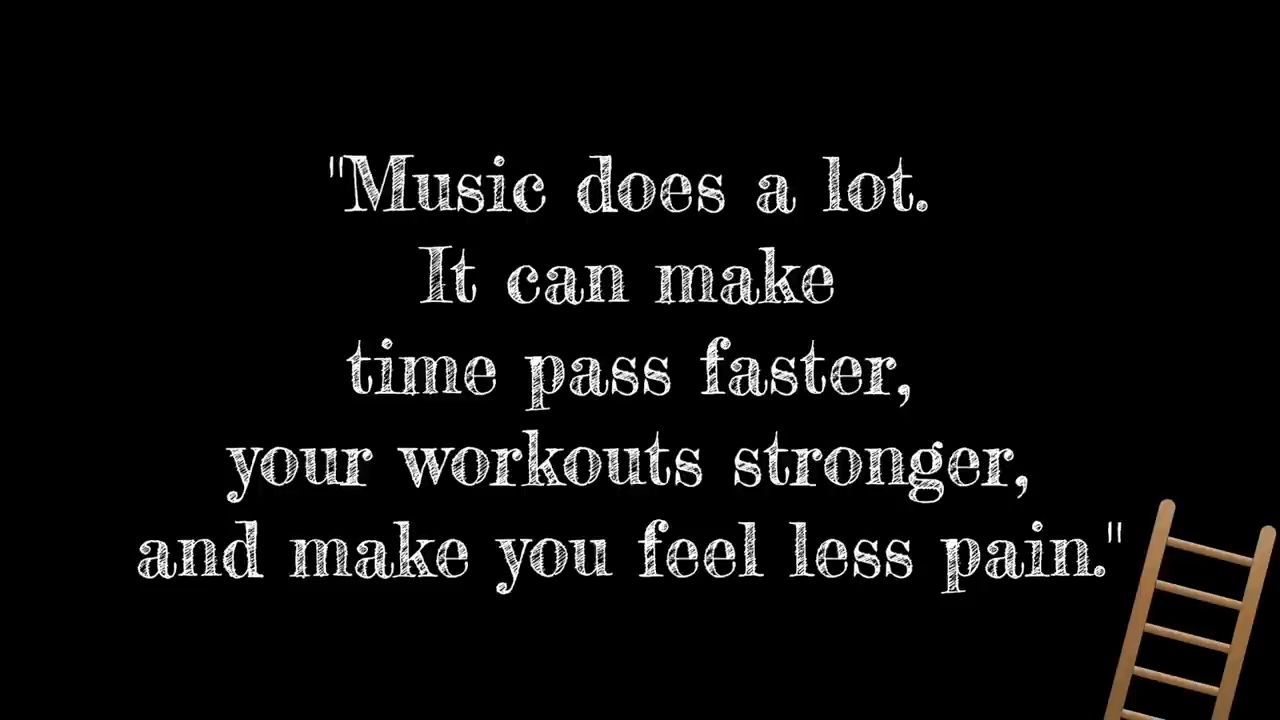 "Music does a lot.
It can make
time pass faster,
your workouts stronger,
and make you feel less pain."